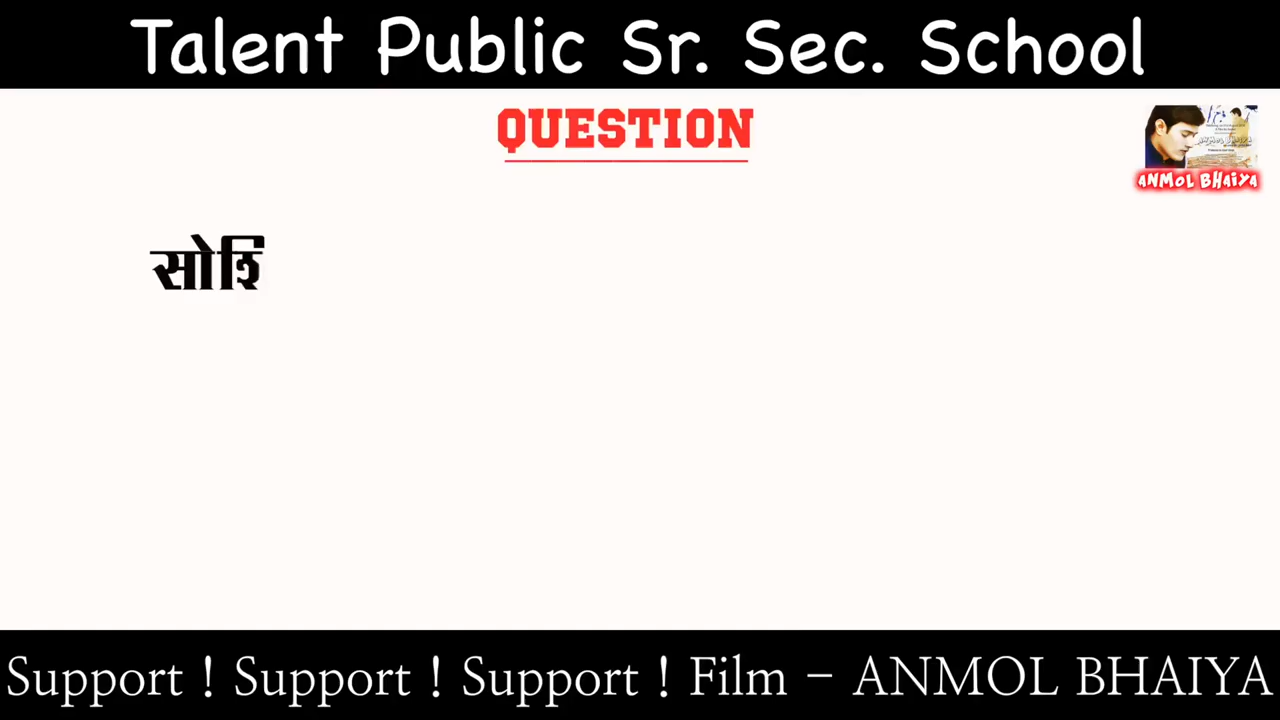 Talent Public Sr. Sec. School
QUESTION
ANMOL BHAIYA
Support ! Support ! Support ! Film - ANMOL BHAIYA